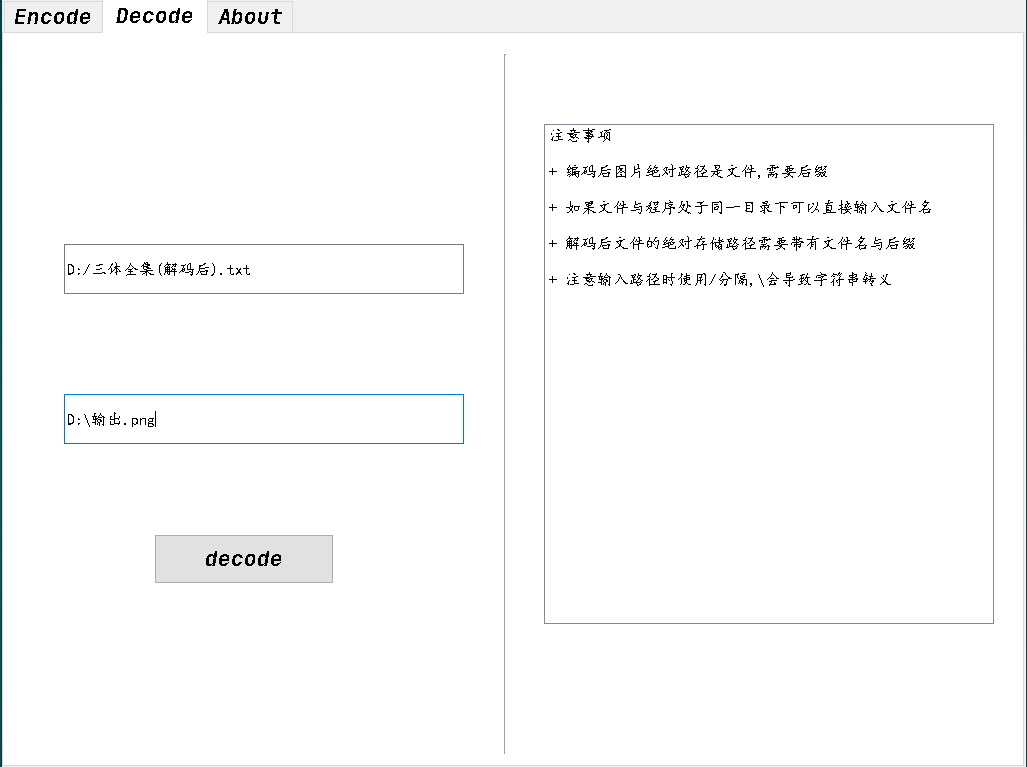 Encode Decode About
D:/三体全集(解码后).txt
D:\输出.png
decode
注意事项
+ 编码后图片绝对路径是文件,需要后缀
+ 如果文件与程序处于同一目录下可以直接输入文件名
+ 解码后文件的绝对存储路径需要带有文件名与后缀
+ 注意输入路径时使用/分隔,\会导致字符串转义